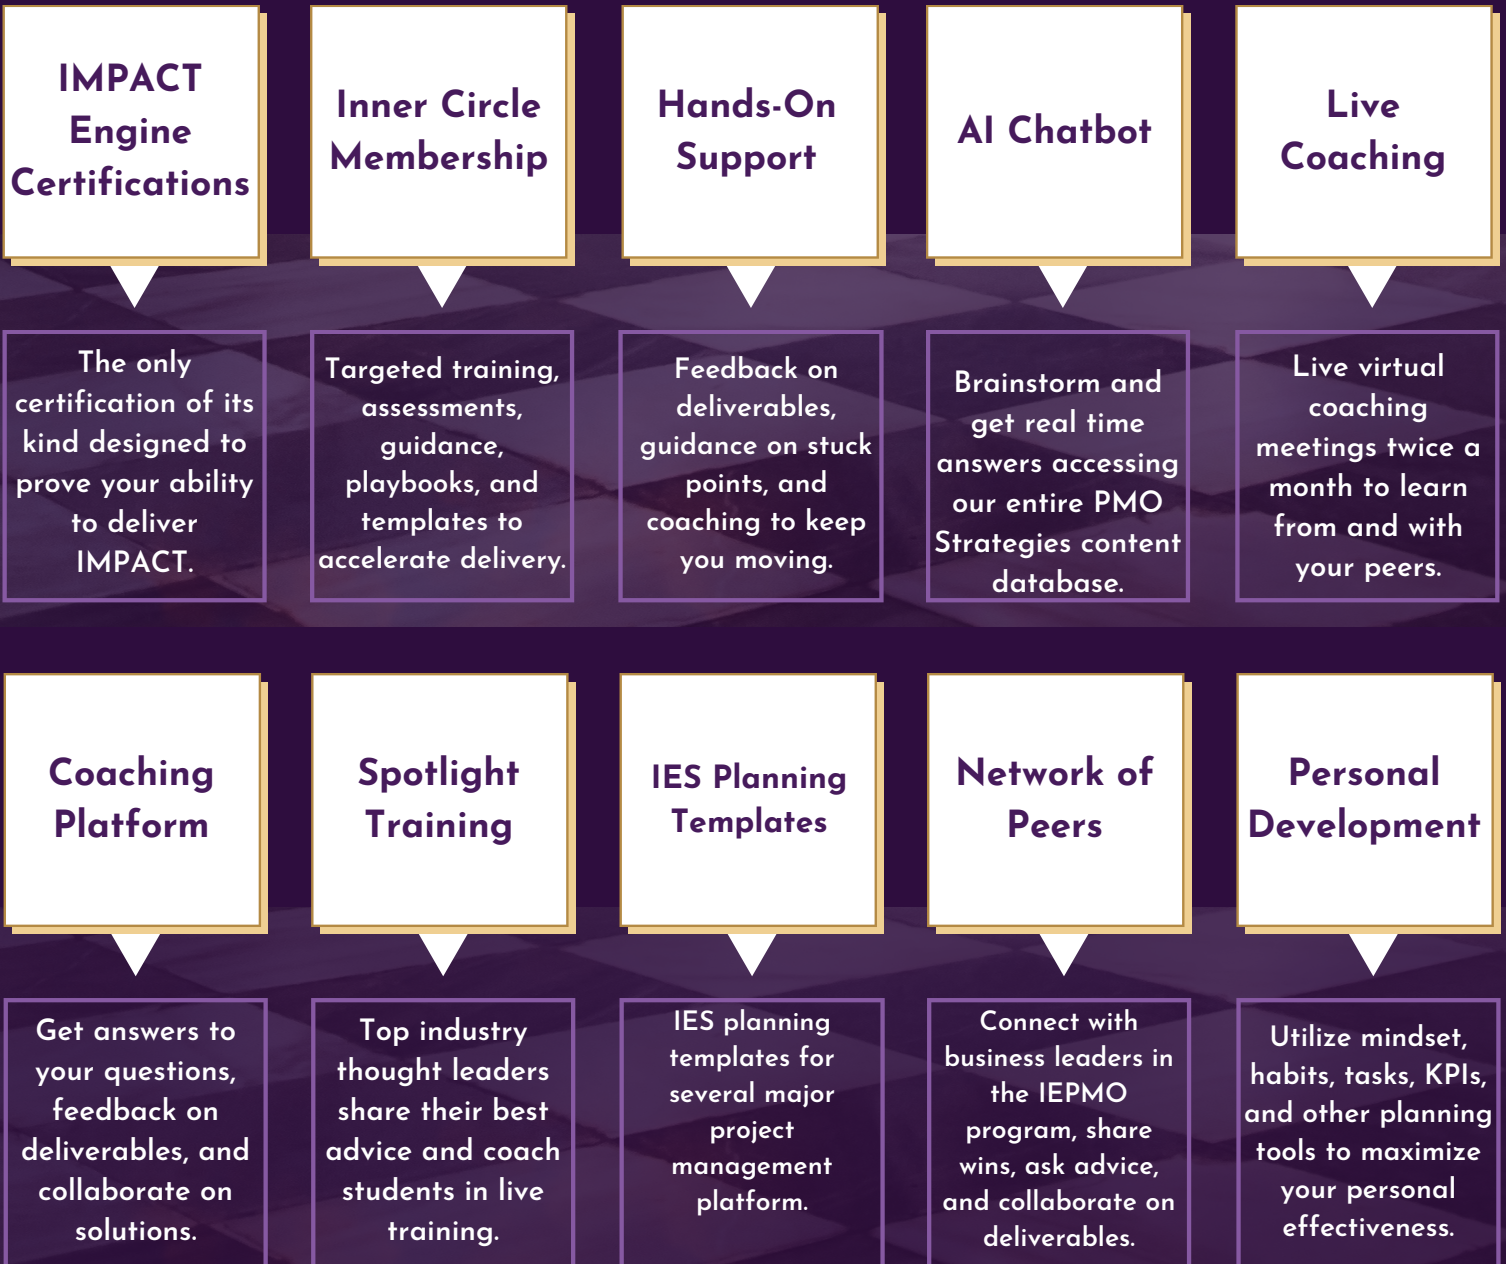 IMPACT
Engine
Certifications
The only
certification of its
kind designed to
prove your ability
to deliver
IMPACT.
Inner Circle
Membership
Targeted training,
assessments,
guidance,
playbooks, and
templates to
accelerate delivery.
Hands-On
Support
Feedback on
deliverables,
guidance on stuck
points, and
coaching to keep
you moving.
AI Chatbot
Brainstorm and
get real time
answers accessing
our entire PMO
Strategies content
database.
Live
Coaching
Live virtual
coaching
meetings twice a
month to learn
from and with
your peers.
Coaching
Platform
Get answers to
your questions,
feedback on
deliverables, and
collaborate on
solutions.
Spotlight
Training
Top industry
thought leaders
share their best
advice and coach
students in live
training.
IES Planning
Templates
IES planning
templates for
several major
project
management
platform.
Network of
Peers
Connect with
business leaders in
the IEPMO
program, share
wins, ask advice,
and collaborate on
deliverables.
Personal
Development
Utilize mindset,
habits, tasks, KPIs,
and other planning
tools to maximize
your personal
effectiveness.